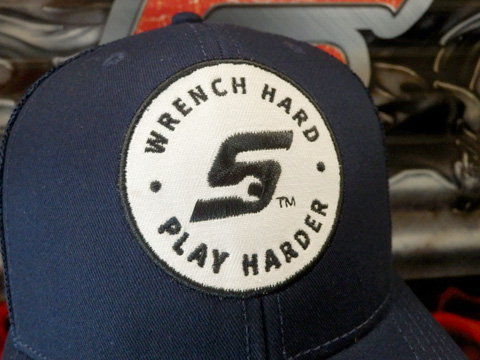 WRENCH HARD
S
TM
PLAY HARDER